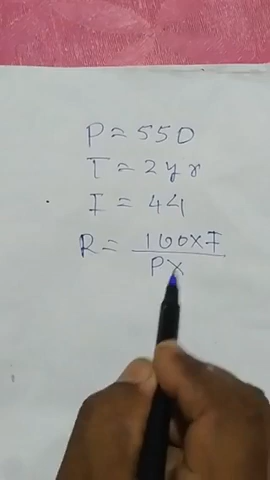 P = 550
T = 2 yr
I = 44
R = 100 x I
P x